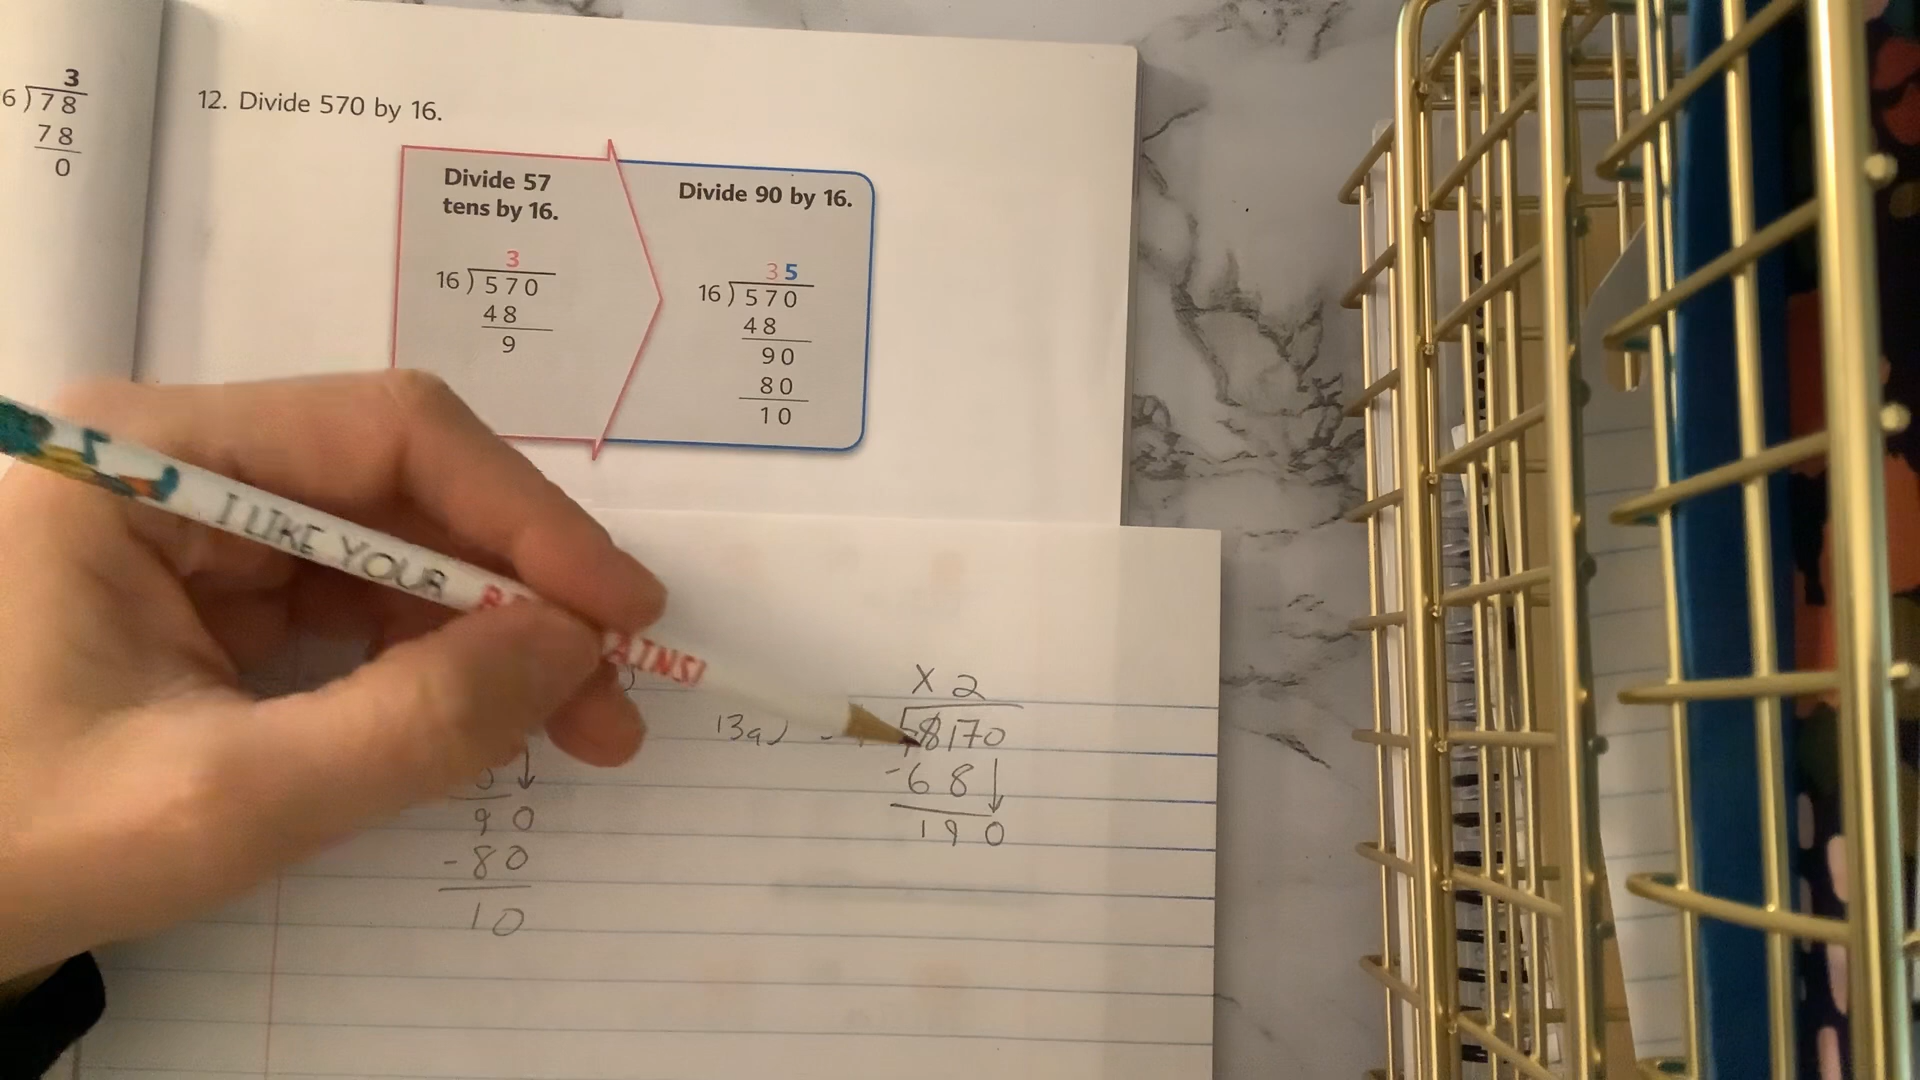 3
6)78
78
0
12. Divide 570 by 16.
Divide 57
tens by 16.
3
16)570
48
9
Divide 90 by 16.
35
16)570
48
90
80
10
I LIKE YOUR
AINS!
90
-80
10
13a)
X 2
8170
-68
190